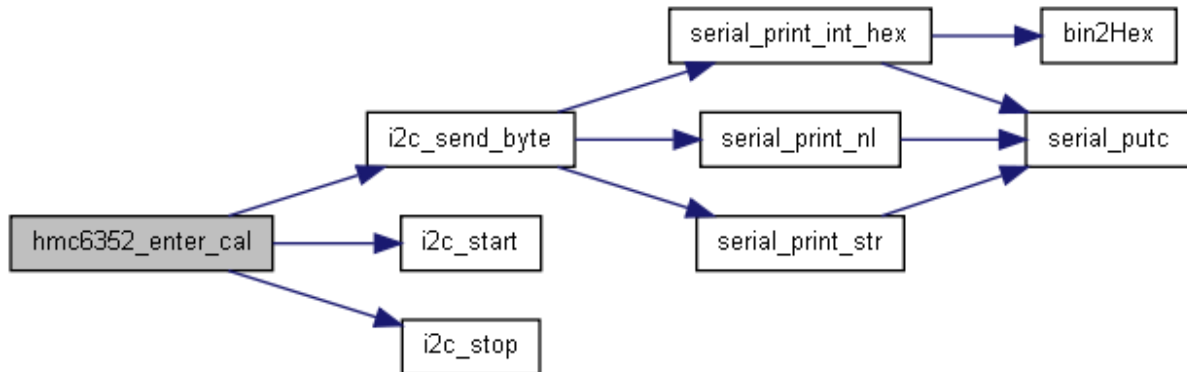 serial_print_int_hex
bin2Hex
i2c_send_byte
serial_print_nl
serial_putc
hmc6352_enter_cal
i2c_start
serial_print_str
i2c_stop